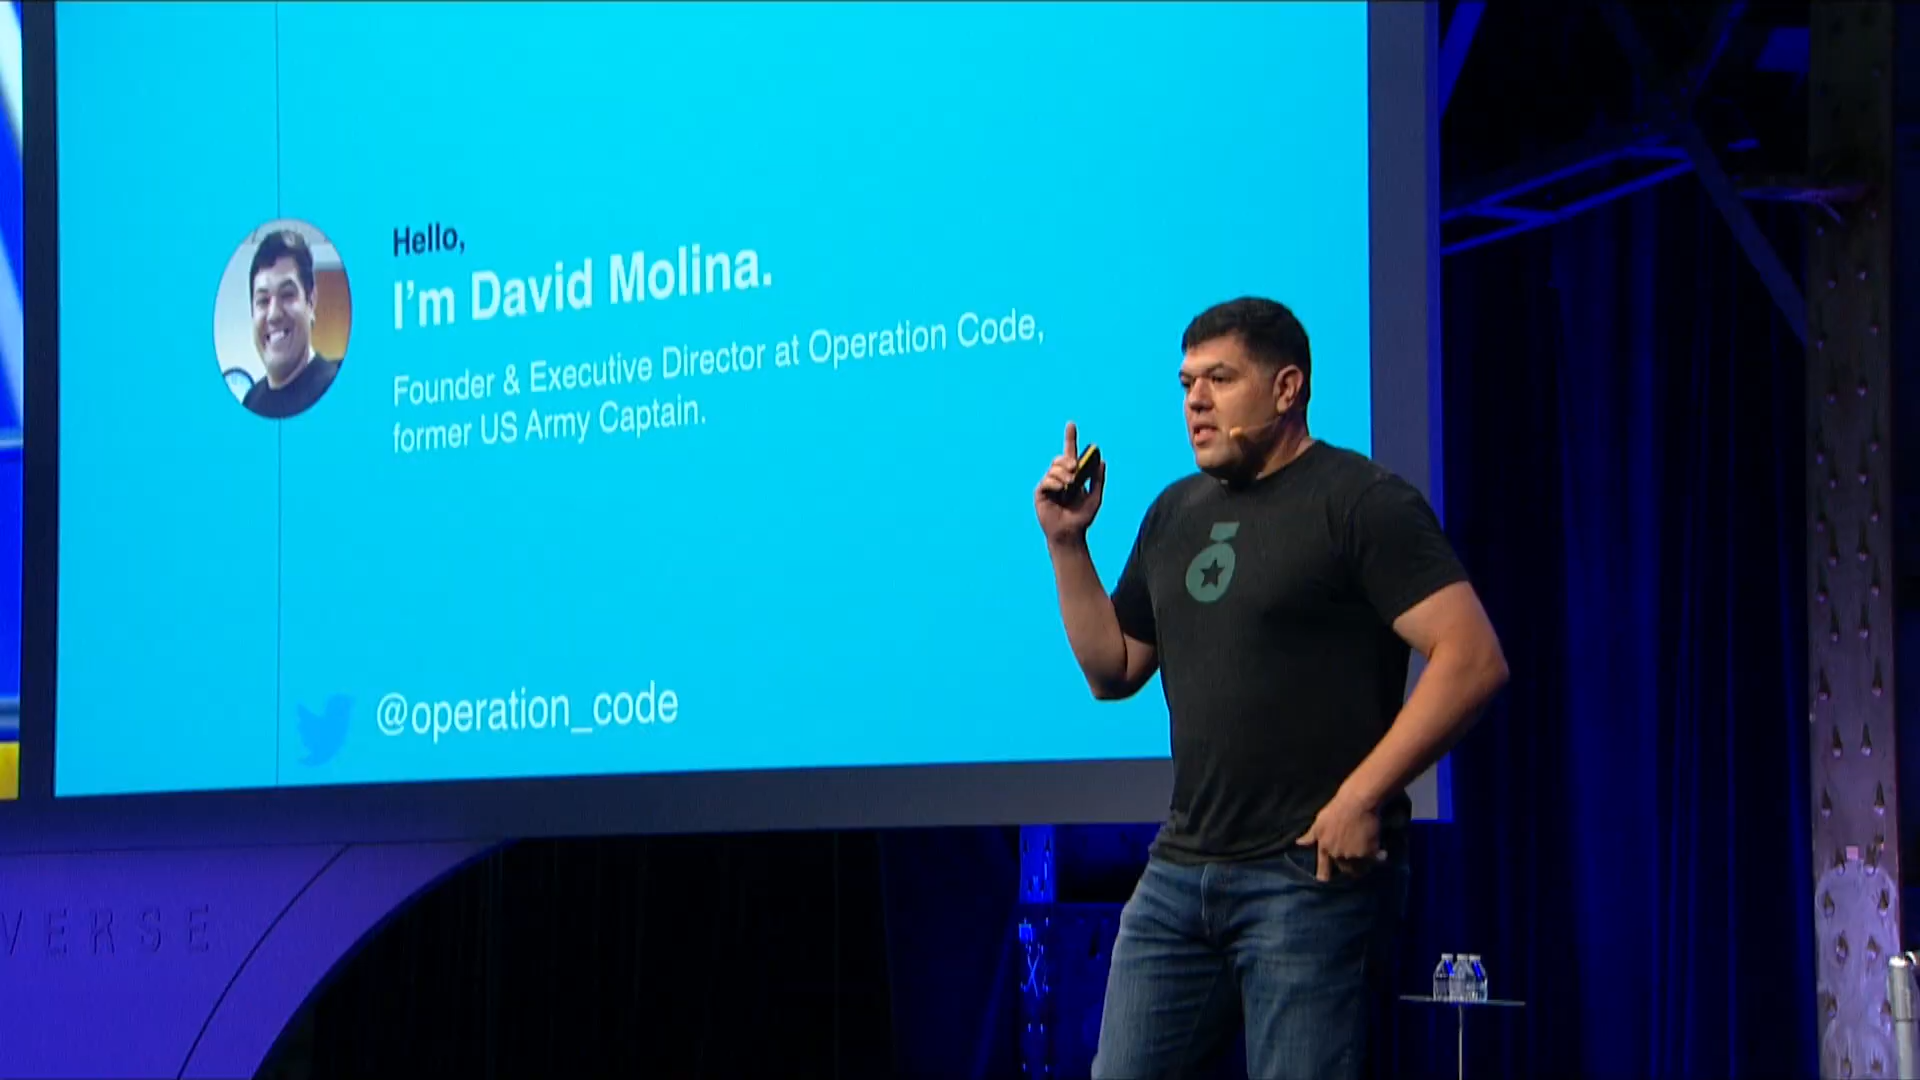 Hello,
I'm David Molina.
Founder & Executive Director at Operation Code,
former US Army Captain.
@operation_code
VERSE